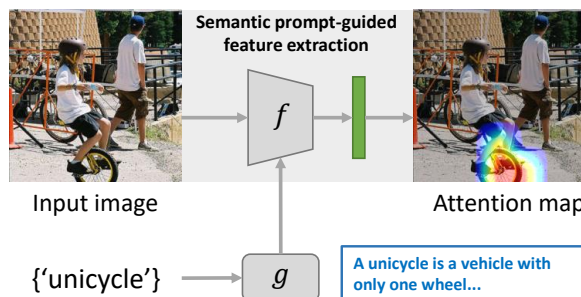 Semantic prompt-guided
feature extraction
f
Input image
Attention map
{'unicycle'}
g
A unicycle is a vehicle with
only one wheel...